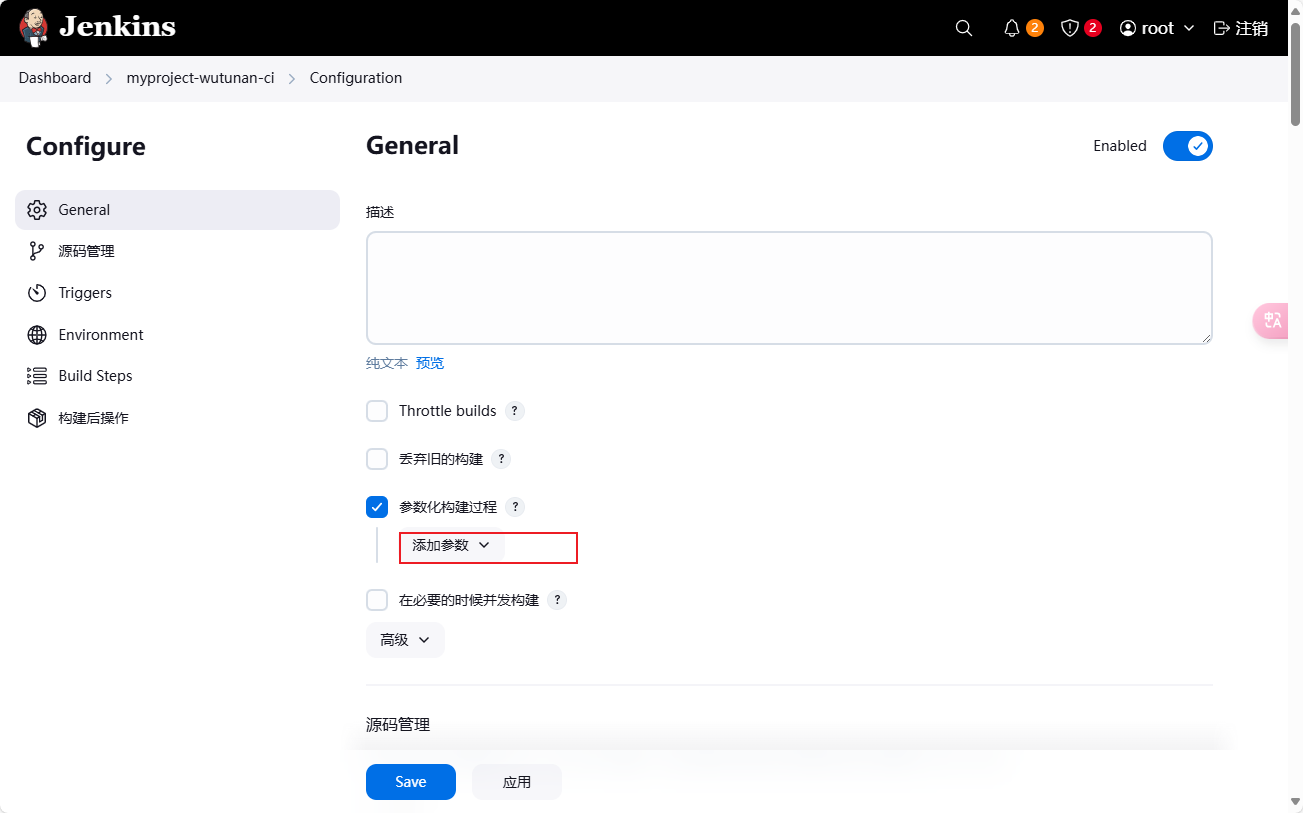 Jenkins 2 2 root 注销
Dashboard myproject-wutunan-ci Configuration
Configure
General
源码管理
Triggers
Environment
Build Steps
构建后操作
General Enabled
描述
纯文本 预览
Throttle builds ?
丢弃旧的构建 ?
参数化构建过程 ?
添加参数
在必要的时候并发构建 ?
高级
源码管理
Save 应用
中A